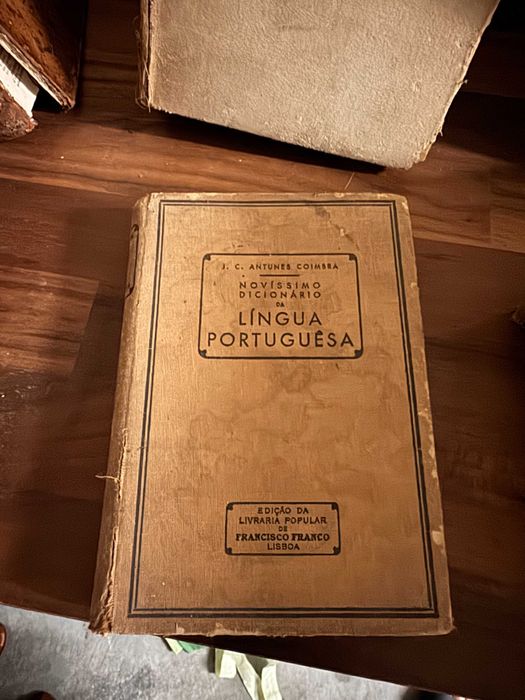 J. C. ANTUNES COIMBRA
NOVÍSSIMO
DICIONÁRIO
DA
LÍNGUA
PORTUGUÊSA
EDIÇÃO DA
LIVRARIA POPULAR
DE
FRANCISCO FRANCO
LISBOA